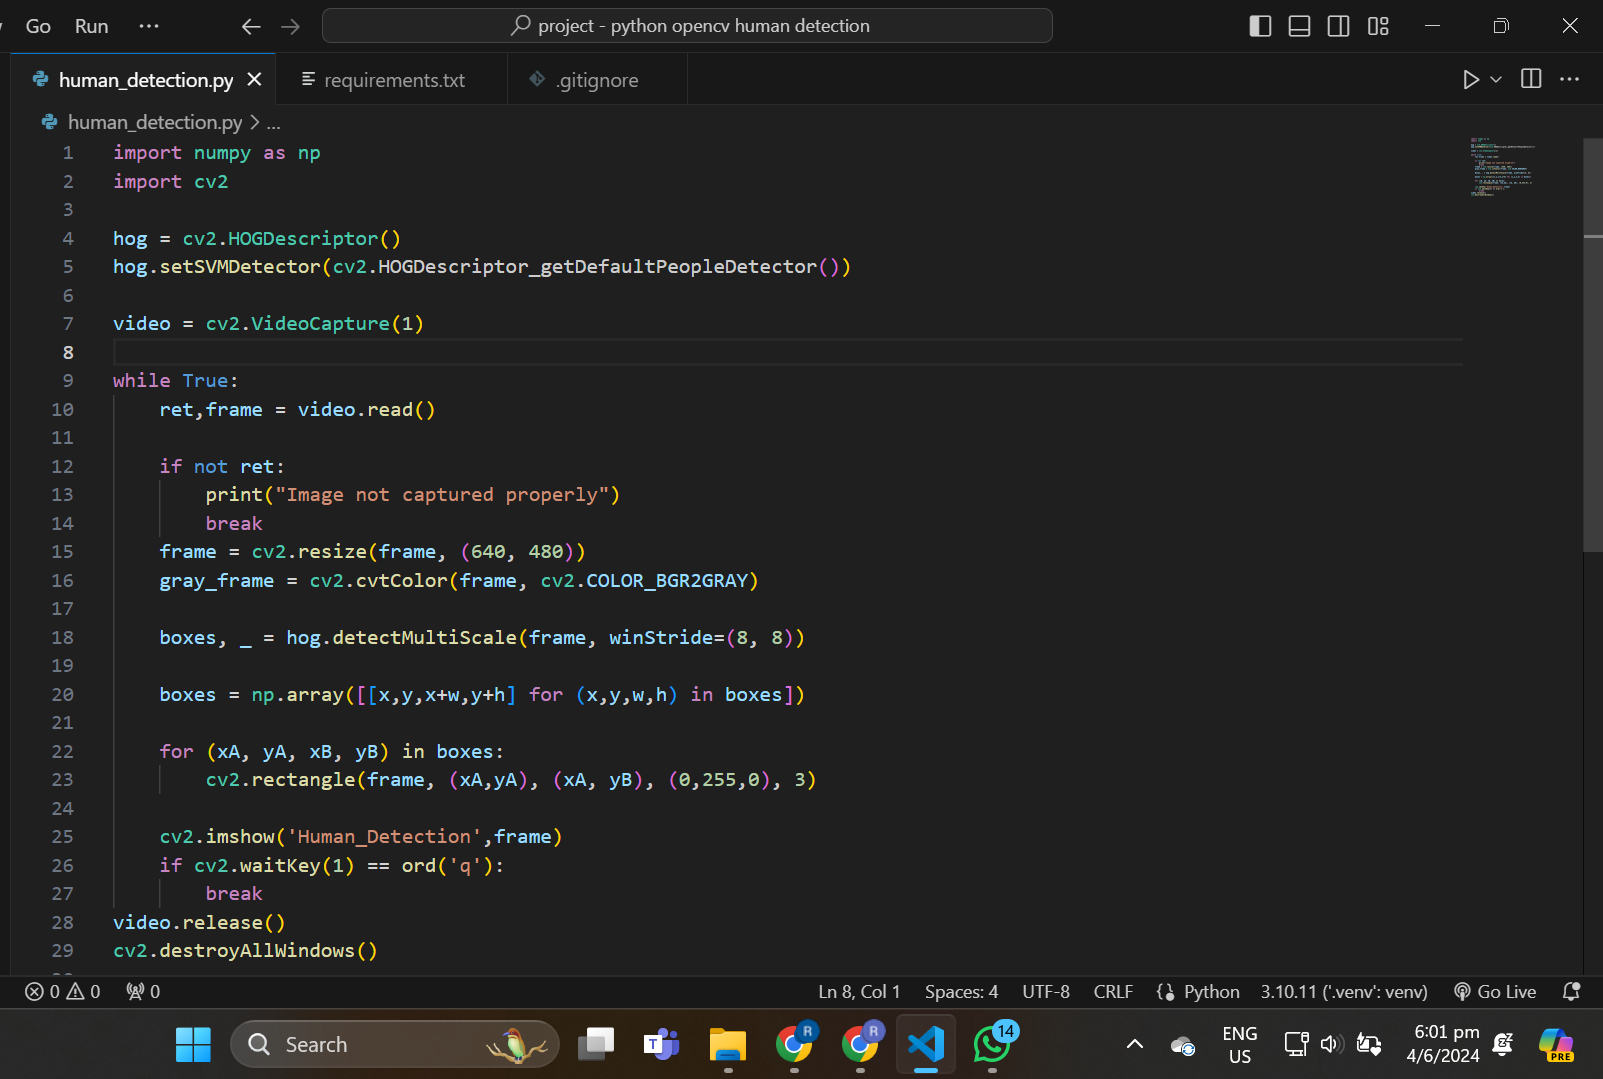 Go Run ··· project - python opencv human detection
human_detection.py requirements.txt .gitignore
human_detection.py > ...
1 import numpy as np
2 import cv2
3
4 hog = cv2.HOGDescriptor()
5 hog.setSVMDetector(cv2.HOGDescriptor_getDefaultPeopleDetector())
6
7 video = cv2.VideoCapture(1)
8
9 while True:
10 ret,frame = video.read()
11
12 if not ret:
13 print("Image not captured properly")
14 break
15 frame = cv2.resize(frame, (640, 480))
16 gray_frame = cv2.cvtColor(frame, cv2.COLOR_BGR2GRAY)
17
18 boxes, _ = hog.detectMultiScale(frame, winStride=(8, 8))
19
20 boxes = np.array([[x,y,x+w,y+h] for (x,y,w,h) in boxes])
21
22 for (xA, yA, xB, yB) in boxes:
23 cv2.rectangle(frame, (xA,yA), (xA, yB), (0,255,0), 3)
24
25 cv2.imshow('Human_Detection',frame)
26 if cv2.waitKey(1) == ord('q'):
27 break
28 video.release()
29 cv2.destroyAllWindows()
0 0 0 Ln 8, Col 1 Spaces: 4 UTF-8 CRLF Python 3.10.11 ('.venv': venv) Go Live
Search T R R 14 ENG US 6:01 pm 4/6/2024 PRE